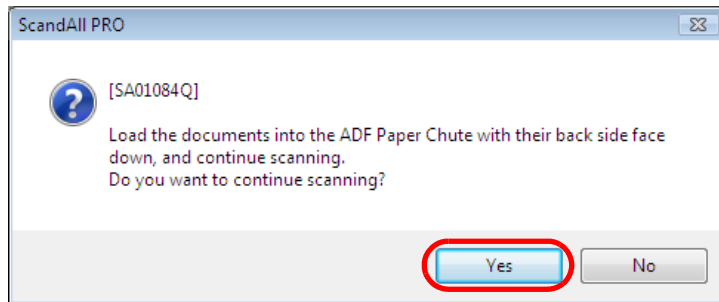 ScandAll PRO
[SA01084Q]
Load the documents into the ADF Paper Chute with their back side face
down, and continue scanning.
Do you want to continue scanning?
Yes
No